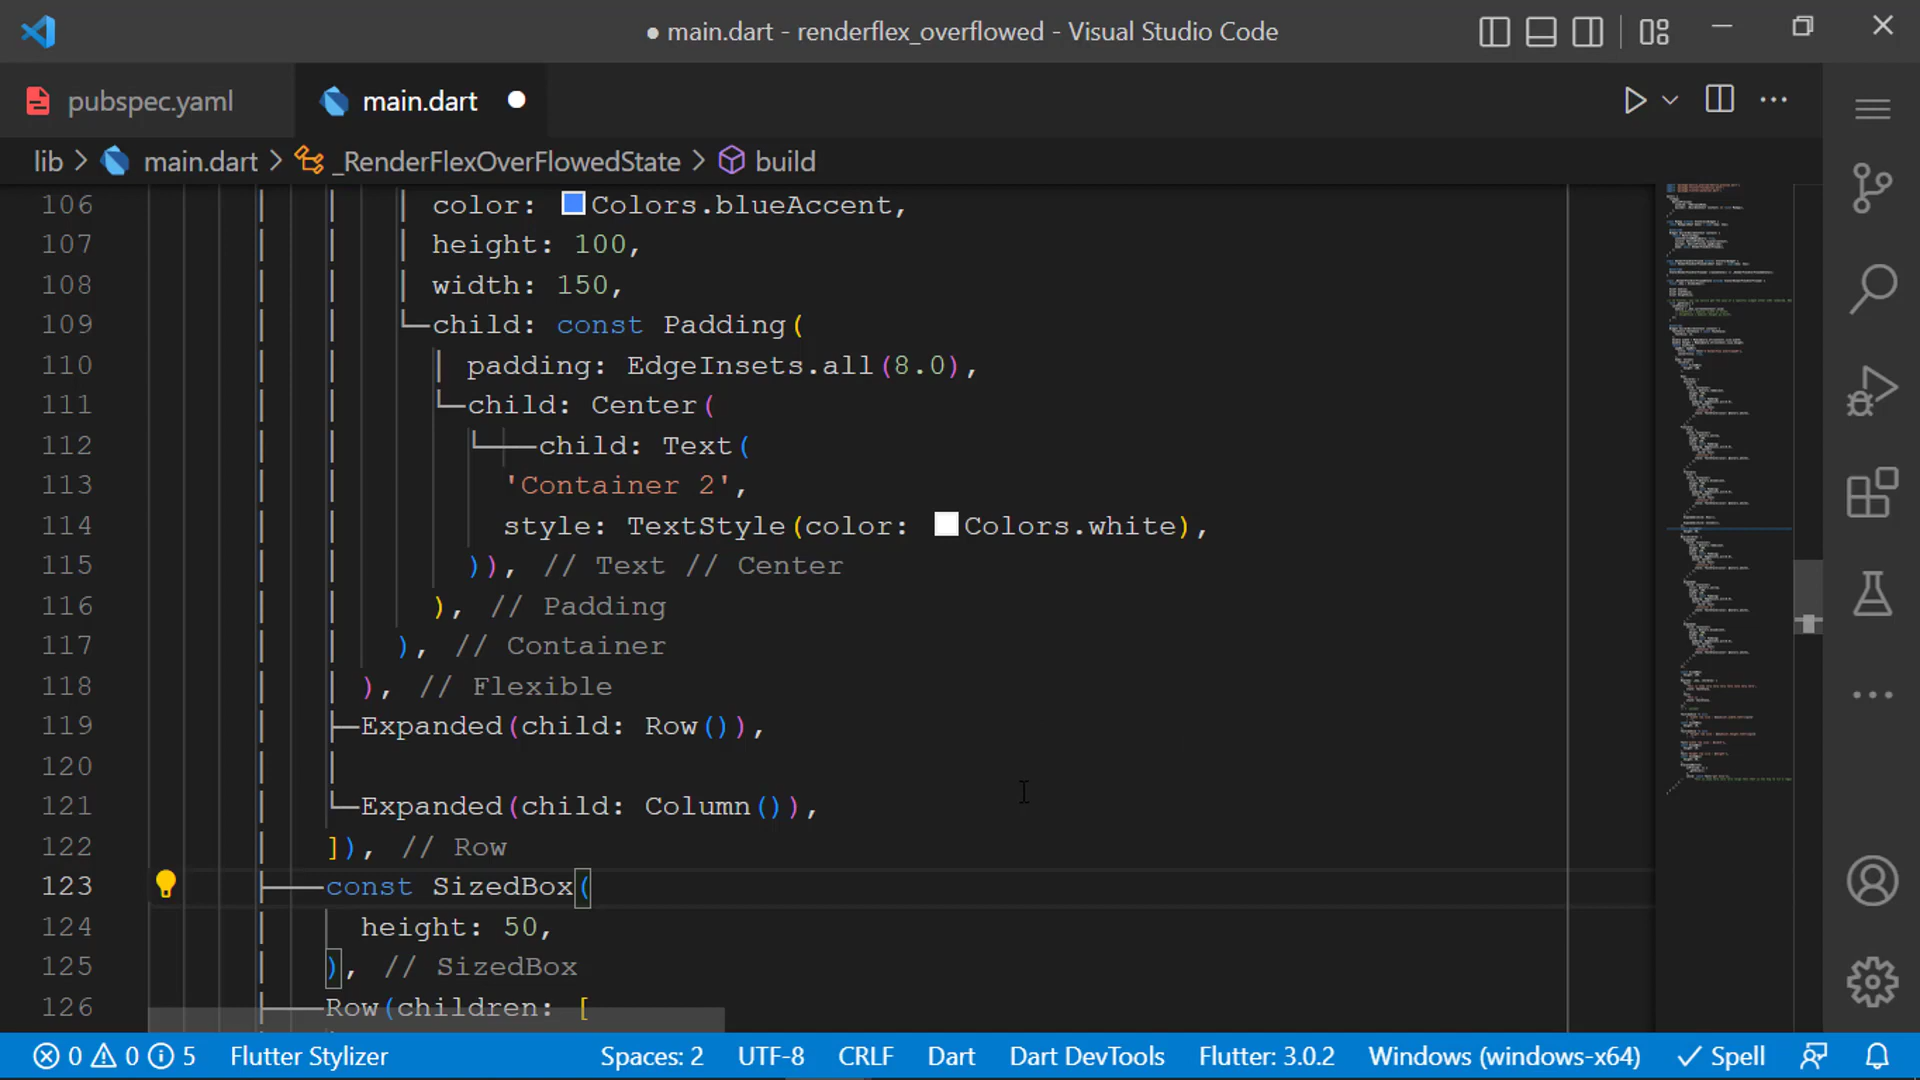 ● main.dart - renderflex_overflowed - Visual Studio Code
pubspec.yaml
main.dart
lib > main.dart > _RenderFlexOverFlowedState > build
106 color: Colors.blueAccent,
107 height: 100,
108 width: 150,
109 child: const Padding(
110 padding: EdgeInsets.all(8.0),
111 child: Center(
112 child: Text(
113 'Container 2',
114 style: TextStyle(color: Colors.white),
115 )), // Text // Center
116 ), // Padding
117 ), // Container
118 ), // Flexible
119 Expanded(child: Row()),
120
121 Expanded(child: Column()),
122 ]), // Row
123 const SizedBox(
124 height: 50,
125 ), // SizedBox
126 Row(children: [
0 0 5 Flutter Stylizer Spaces: 2 UTF-8 CRLF Dart Dart DevTools Flutter: 3.0.2 Windows (windows-x64) Spell